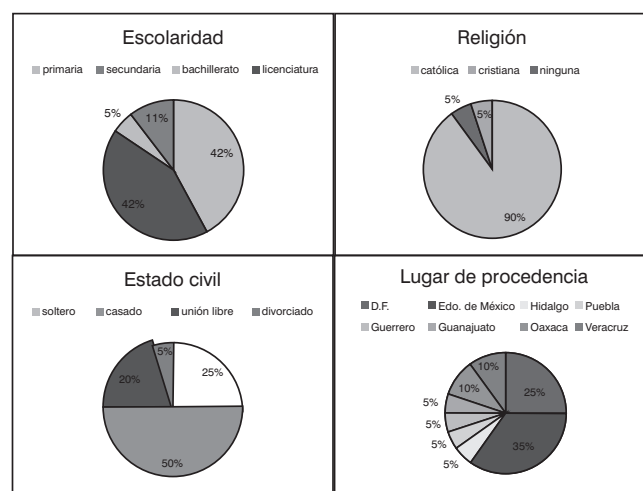 Escolaridad
primaria secundaria bachillerato licenciatura
5%
11%
42%
42%
Religión
católica cristiana ninguna
5%
5%
90%
Estado civil
soltero casado unión libre divorciado
5%
25%
20%
50%
Lugar de procedencia
D.F. Edo. de México Hidalgo Puebla
Guerrero Guanajuato Oaxaca Veracruz
10%
25%
10%
5%
5%
35%
5%
5%